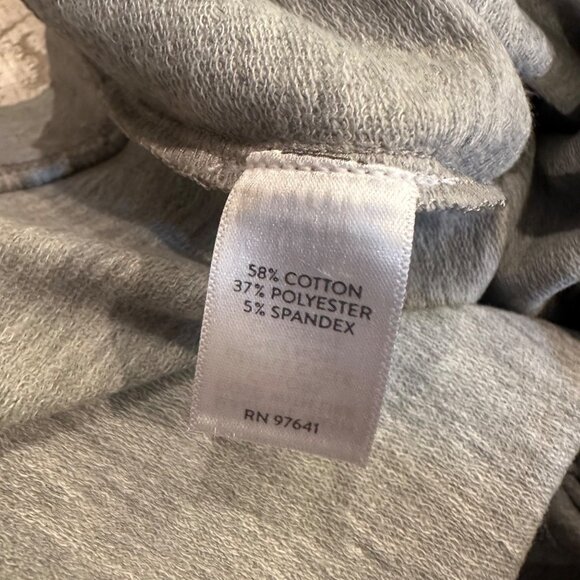 58% COTTON
37% POLYESTER
5% SPANDEX
RN 97641